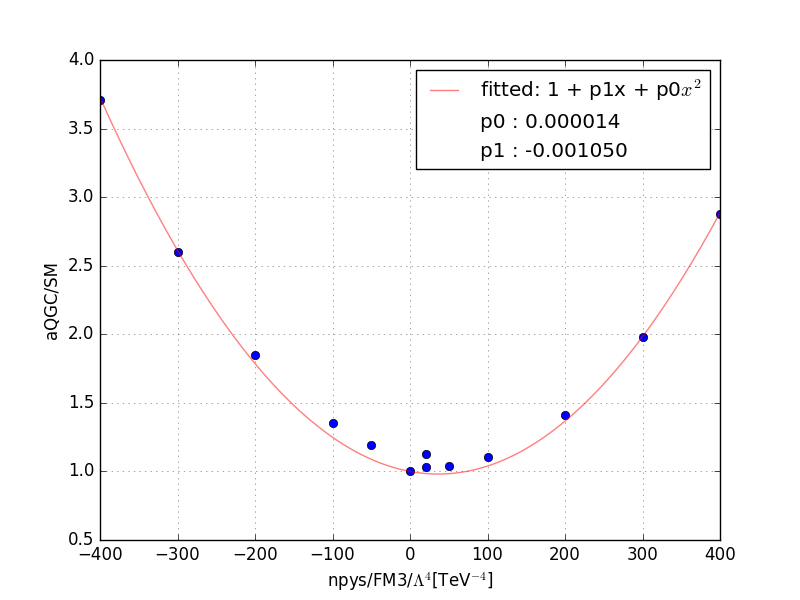 4.0
3.5
3.0
2.5
2.0
1.5
1.0
0.5
aQGC/SM
fitted: 1 + p1x + p0x²
p0 : 0.000014
p1 : -0.001050
−400 −300 −200 −100 0 100 200 300 400
npys/FM3/Λ⁴[TeV⁻⁴]